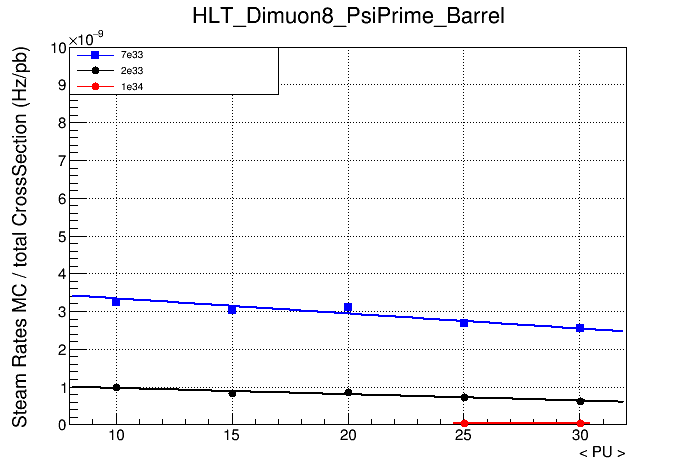 HLT_Dimuon8_PsiPrime_Barrel
×10⁻⁹
7e33
2e33
1e34
Steam Rates MC / total CrossSection (Hz/pb)
10
9
8
7
6
5
4
3
2
1
0
10 15 20 25 30
< PU >